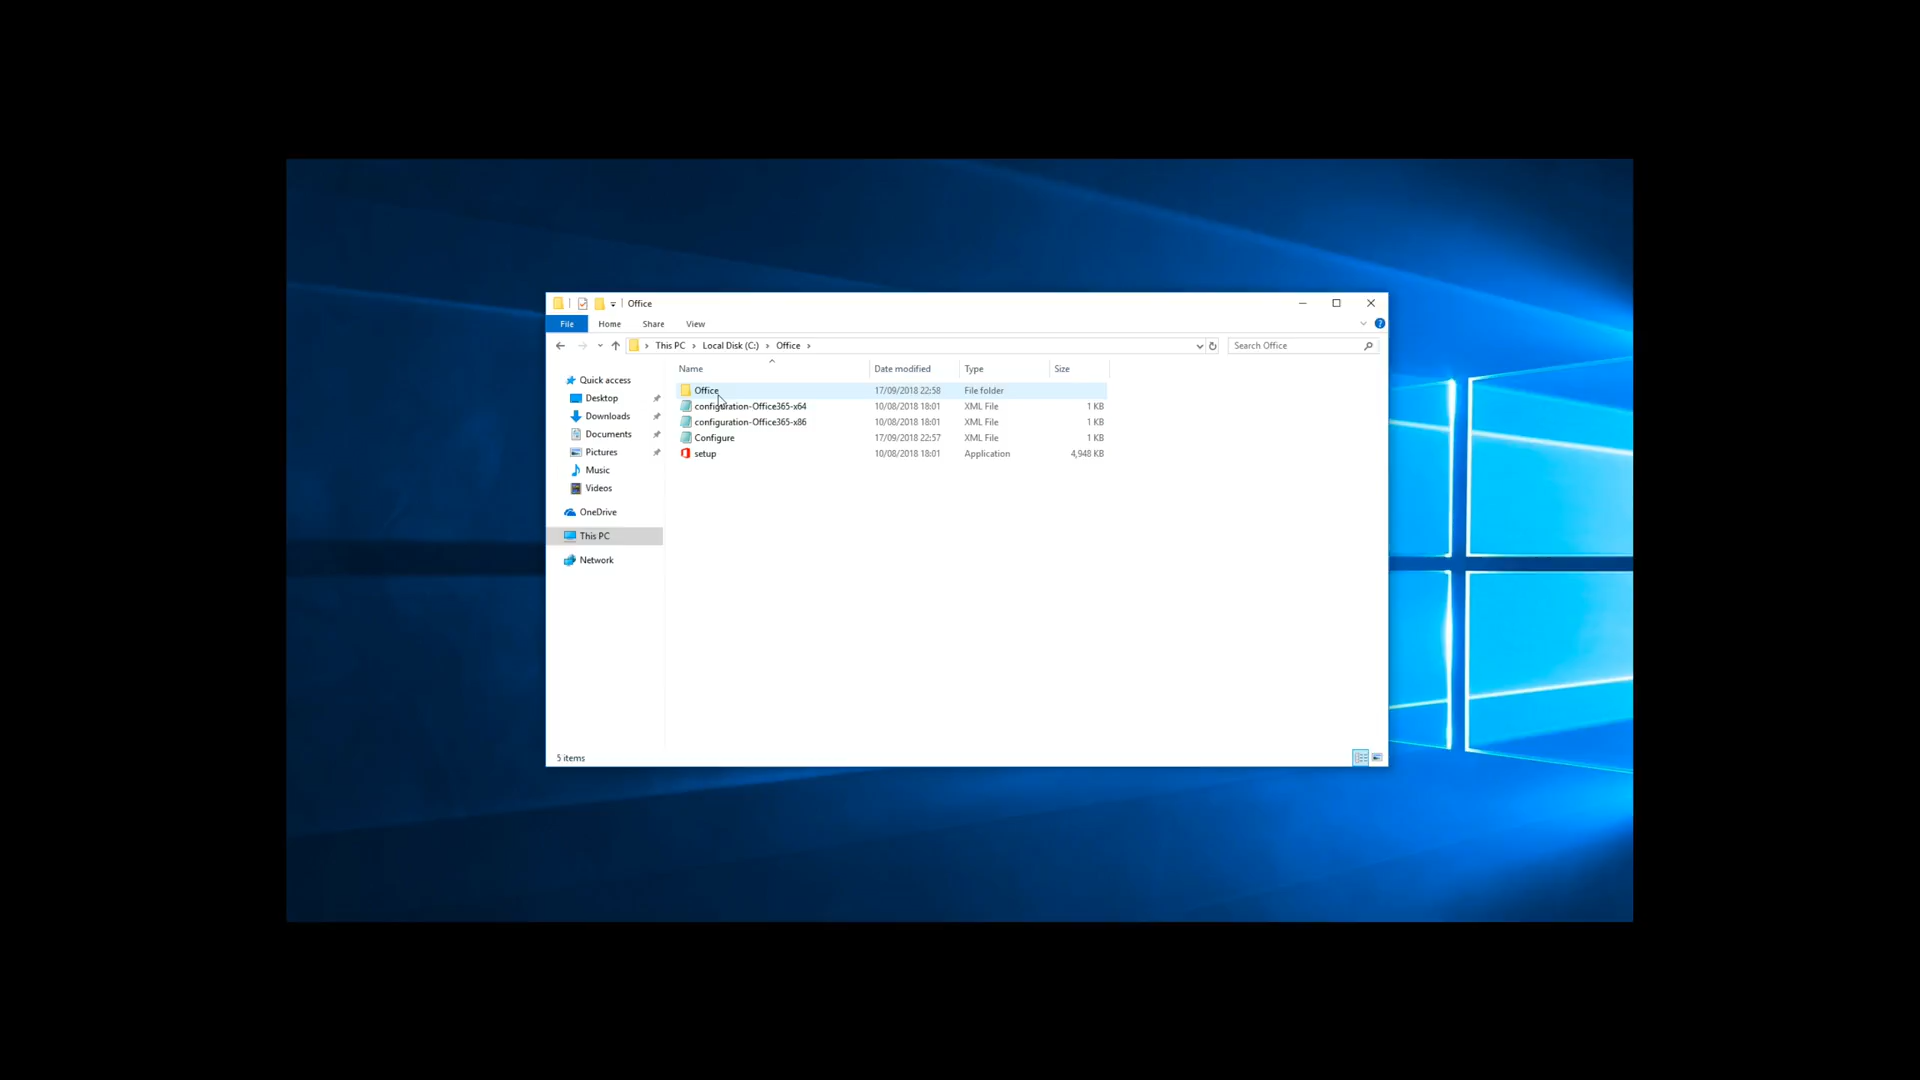 Office
File Home Share View
This PC Local Disk (C:) Office
Search Office
Name Date modified Type Size
Quick access
Desktop
Downloads
Documents
Pictures
Music
Videos
OneDrive
This PC
Network
Office 17/09/2018 22:58 File folder
configuration-Office365-x64 10/08/2018 18:01 XML File 1 KB
configuration-Office365-x86 10/08/2018 18:01 XML File 1 KB
Configure 17/09/2018 22:57 XML File 1 KB
setup 10/08/2018 18:01 Application 4,948 KB
5 items